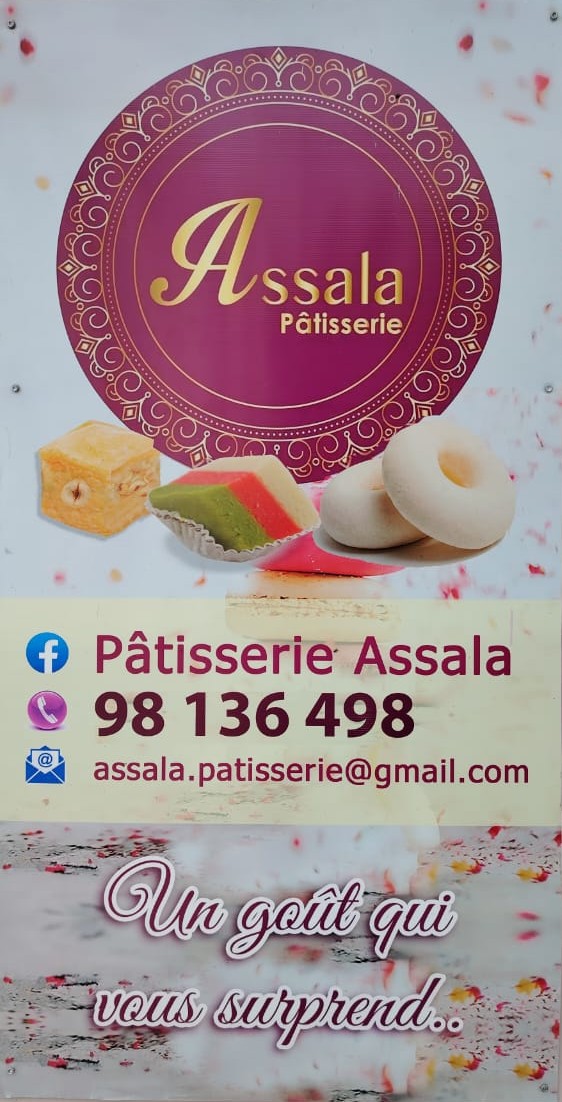 Assala
Pâtisserie
Pâtisserie Assala
98 136 498
assala.patisserie@gmail.com
Un goût qui
vous surprend..